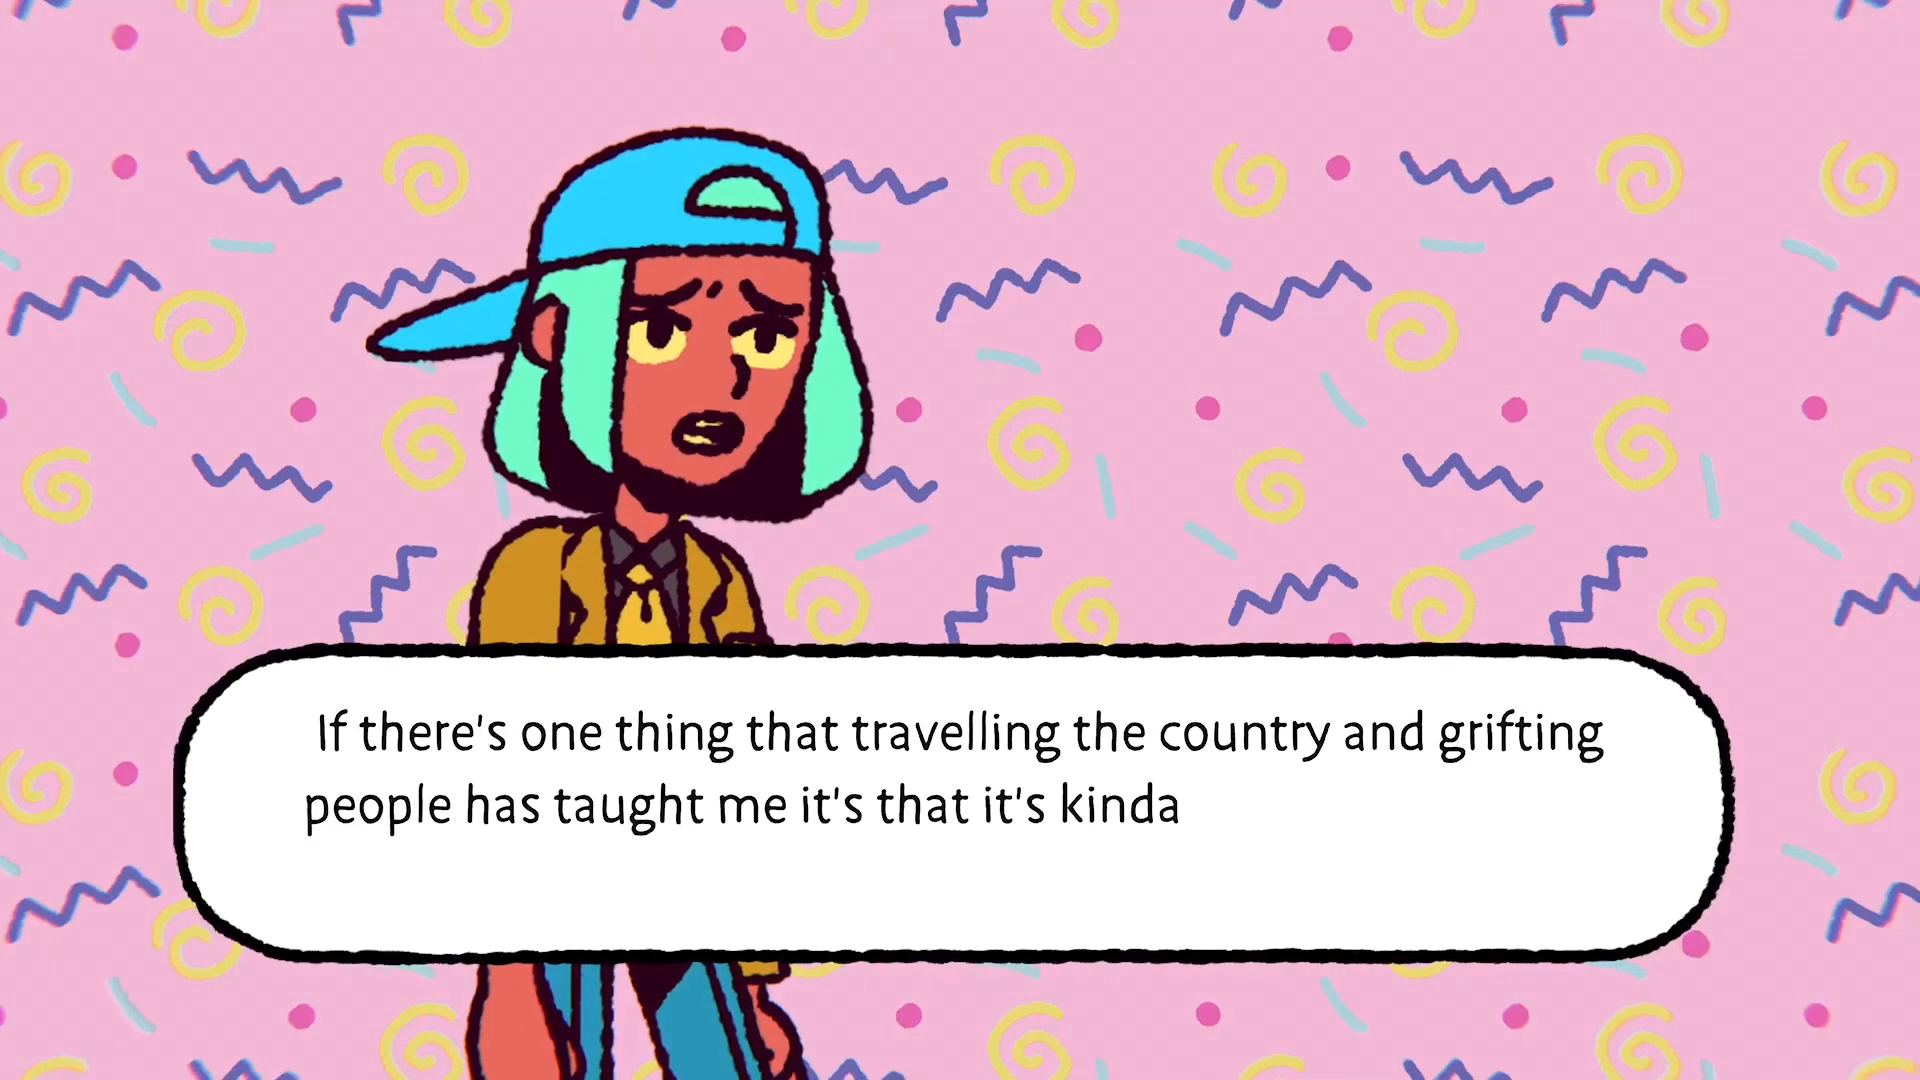 If there's one thing that travelling the country and grifting
people has taught me it's that it's kinda